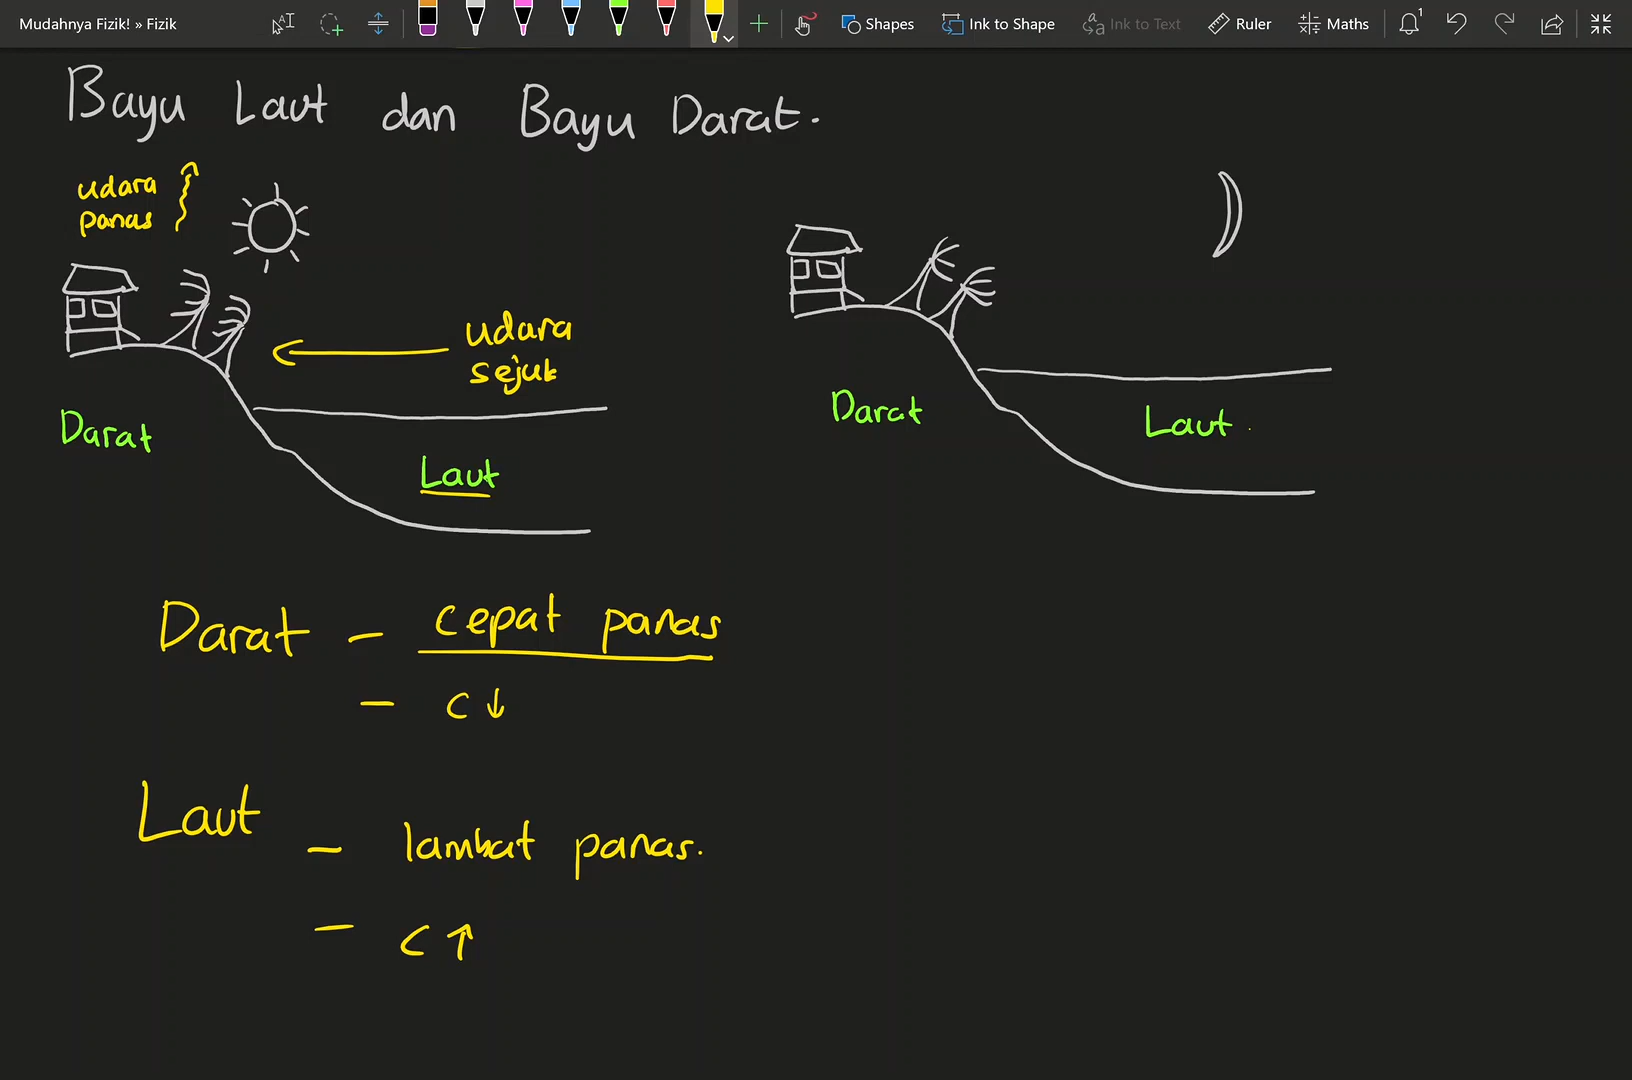 Mudahnya Fizik! » Fizik
Shapes
Ink to Shape
Ink to Text
Ruler
Maths
1
Bayu Laut dan Bayu Darat.
udara
panas
udara
sejuk
Darat
Laut
Darat
Laut
Darat - cepat panas
- c↓
Laut
- lambat panas.
- c↑